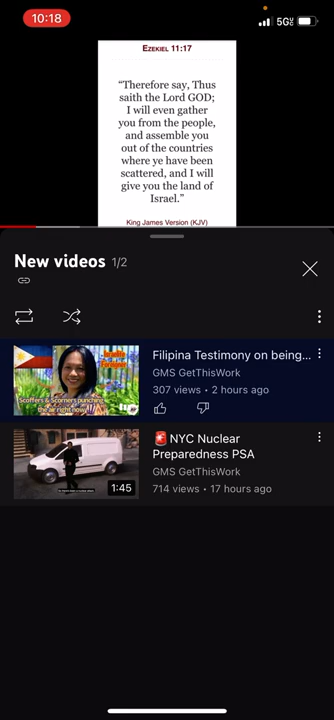 10:18
5G
EZEKIEL 11:17
“Therefore say, Thus
saith the Lord GOD;
I will even gather
you from the people,
and assemble you
out of the countries
where ye have been
scattered, and I will
give you the land of
Israel.”
King James Version (KJV)
New videos 1/2
Filipina Testimony on being...
GMS GetThisWork
307 views • 2 hours ago
Israelite
Foreigner
Scoffers & Scorners punching
the air right now!!
🚨 NYC Nuclear
Preparedness PSA
GMS GetThisWork
714 views • 17 hours ago
1:45